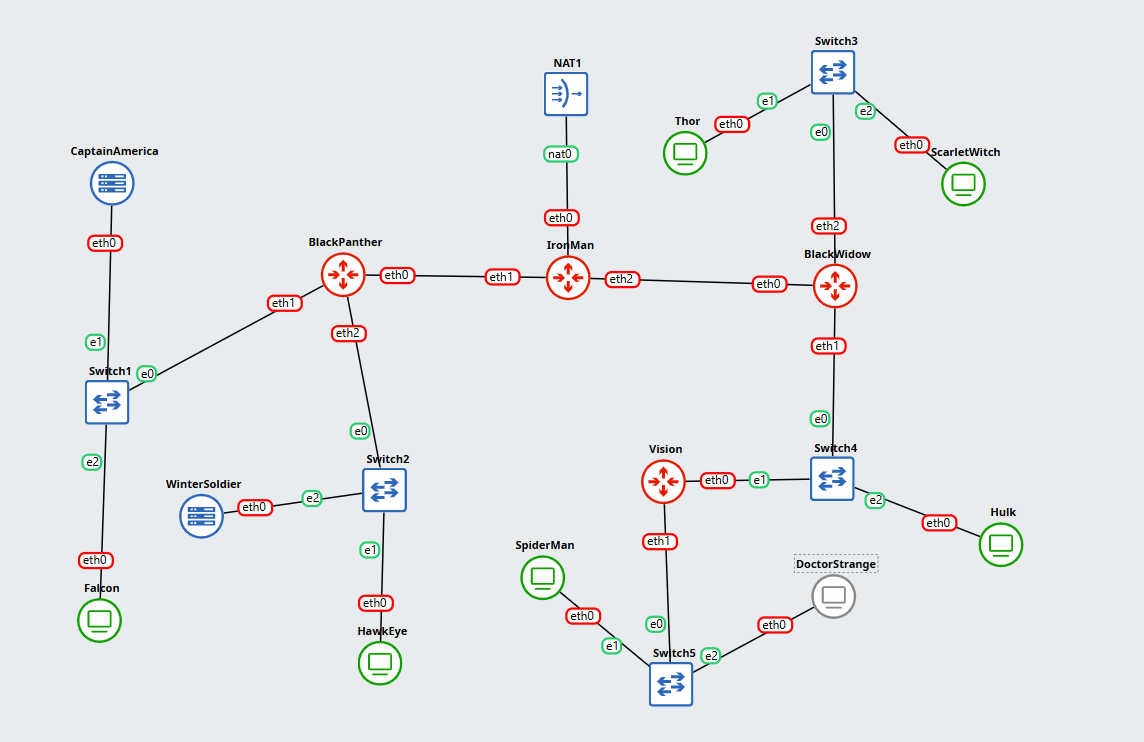 Switch3
NAT1
e1
e2
Thor
eth0
e0
eth0
ScarletWitch
CaptainAmerica
nat0
eth0
eth2
eth0
BlackPanther
IronMan
BlackWidow
eth0
eth1
eth2
eth0
eth1
eth2
eth1
e1
Switch1
e0
e0
e0
Switch4
Vision
Switch2
e2
WinterSoldier
eth0
e2
eth0
e1
e2
eth0
Hulk
SpiderMan
eth1
e1
eth0
DoctorStrange
Falcon
eth0
eth0
e0
eth0
HawkEye
e1
Switch5
e2